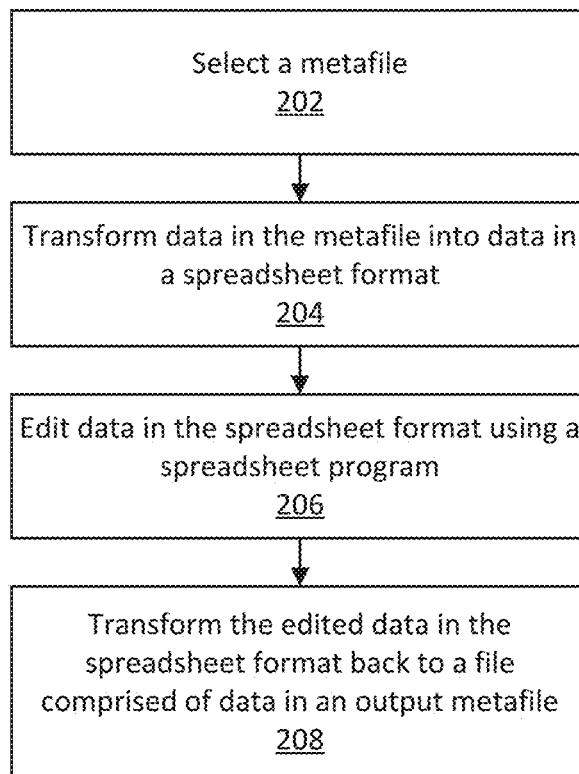 Select a metafile
202
Transform data in the metafile into data in
a spreadsheet format
204
Edit data in the spreadsheet format using a
spreadsheet program
206
Transform the edited data in the
spreadsheet format back to a file
comprised of data in an output metafile
208